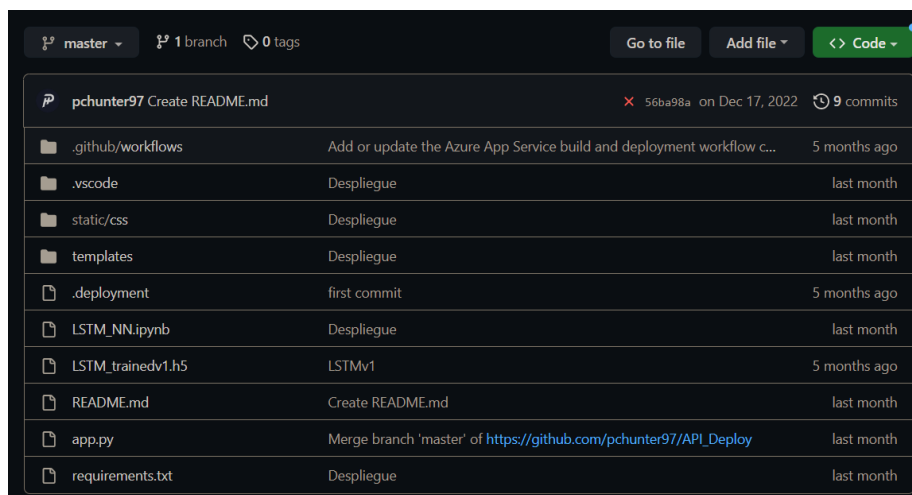 master 1 branch 0 tags Go to file Add file <> Code
pchunter97 Create README.md 56ba98a on Dec 17, 2022 9 commits
.github/workflows Add or update the Azure App Service build and deployment workflow c... 5 months ago
.vscode Despliegue last month
static/css Despliegue last month
templates Despliegue last month
.deployment first commit 5 months ago
LSTM_NN.ipynb Despliegue last month
LSTM_trainedv1.h5 LSTMv1 5 months ago
README.md Create README.md last month
app.py Merge branch 'master' of https://github.com/pchunter97/API_Deploy last month
requirements.txt Despliegue last month